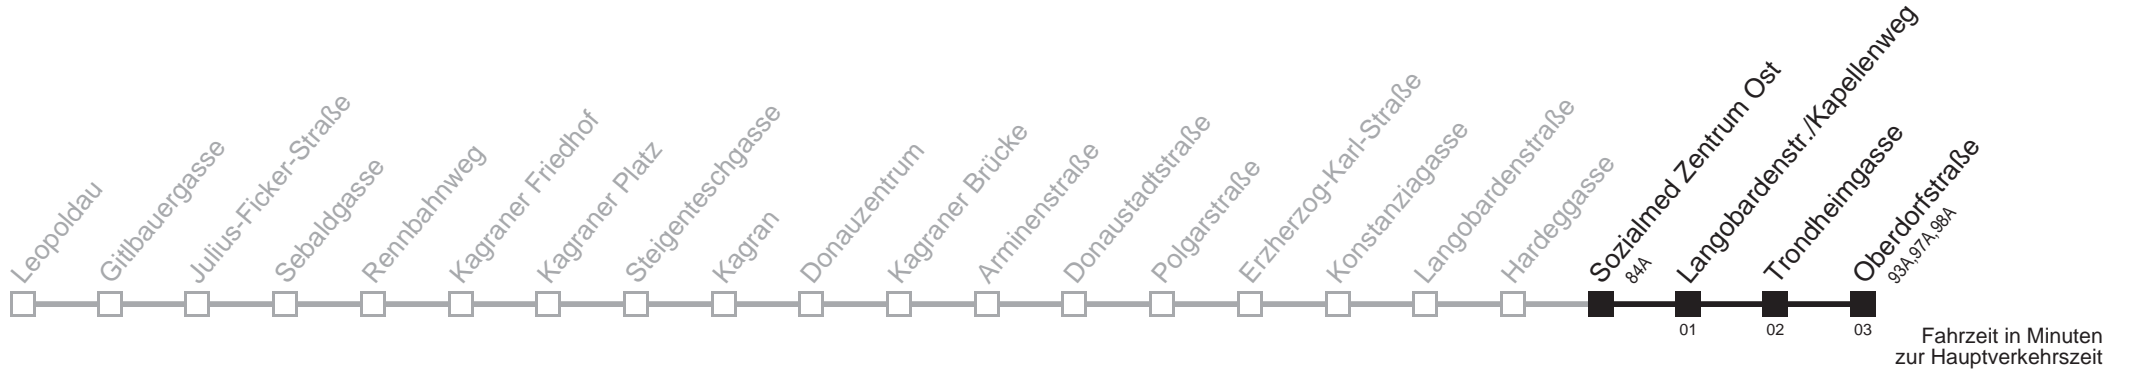 Leopoldau
Gitlbauergasse
Julius-Ficker-Straße
Sebaldgasse
Rennbahnweg
Kagraner Friedhof
Kagraner Platz
Steigenteschgasse
Kagran
Donauzentrum
Kagraner Brücke
Arminenstraße
Donaustadtstraße
Polgarstraße
Erzherzog-Karl-Straße
Konstanziagasse
Langobardenstraße
Hardeggasse
Sozialmed Zentrum Ost
84A
Langobardenstr./Kapellenweg
Trondheimgasse
Oberdorfstraße
93A,97A,98A
01
02
03
Fahrzeit in Minuten
zur Hauptverkehrszeit